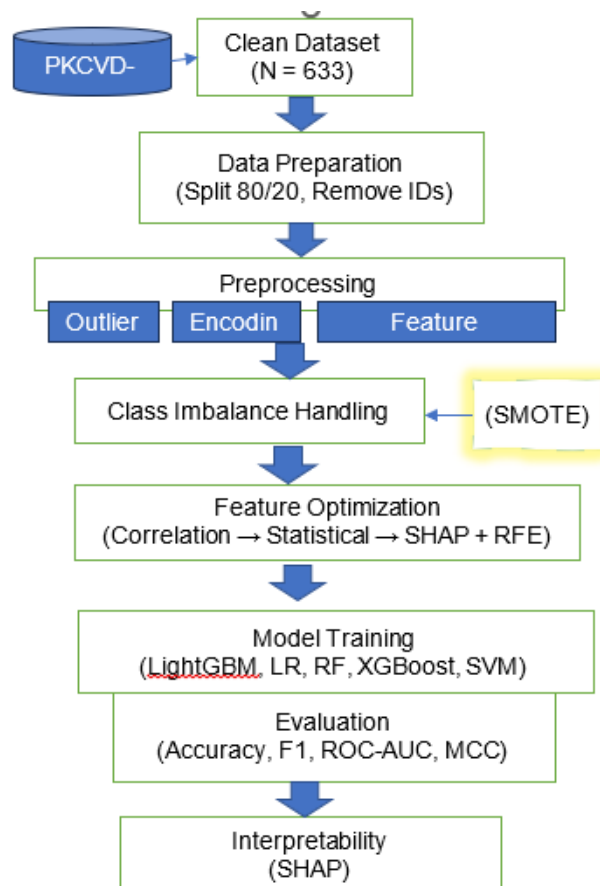 PKCVD-
Clean Dataset
(N = 633)
Data Preparation
(Split 80/20, Remove IDs)
Preprocessing
Outlier
Encodin
Feature
Class Imbalance Handling
(SMOTE)
Feature Optimization
(Correlation → Statistical → SHAP + RFE)
Model Training
(LightGBM, LR, RF, XGBoost, SVM)
Evaluation
(Accuracy, F1, ROC-AUC, MCC)
Interpretability
(SHAP)